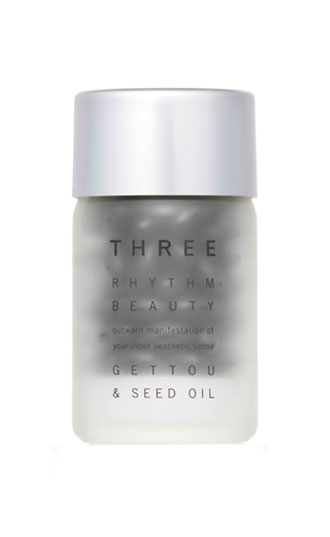 THREE
RHYTHM
BEAUTY
outward manifestation of
your inner aesthetic sense
GETTOU
& SEED OIL